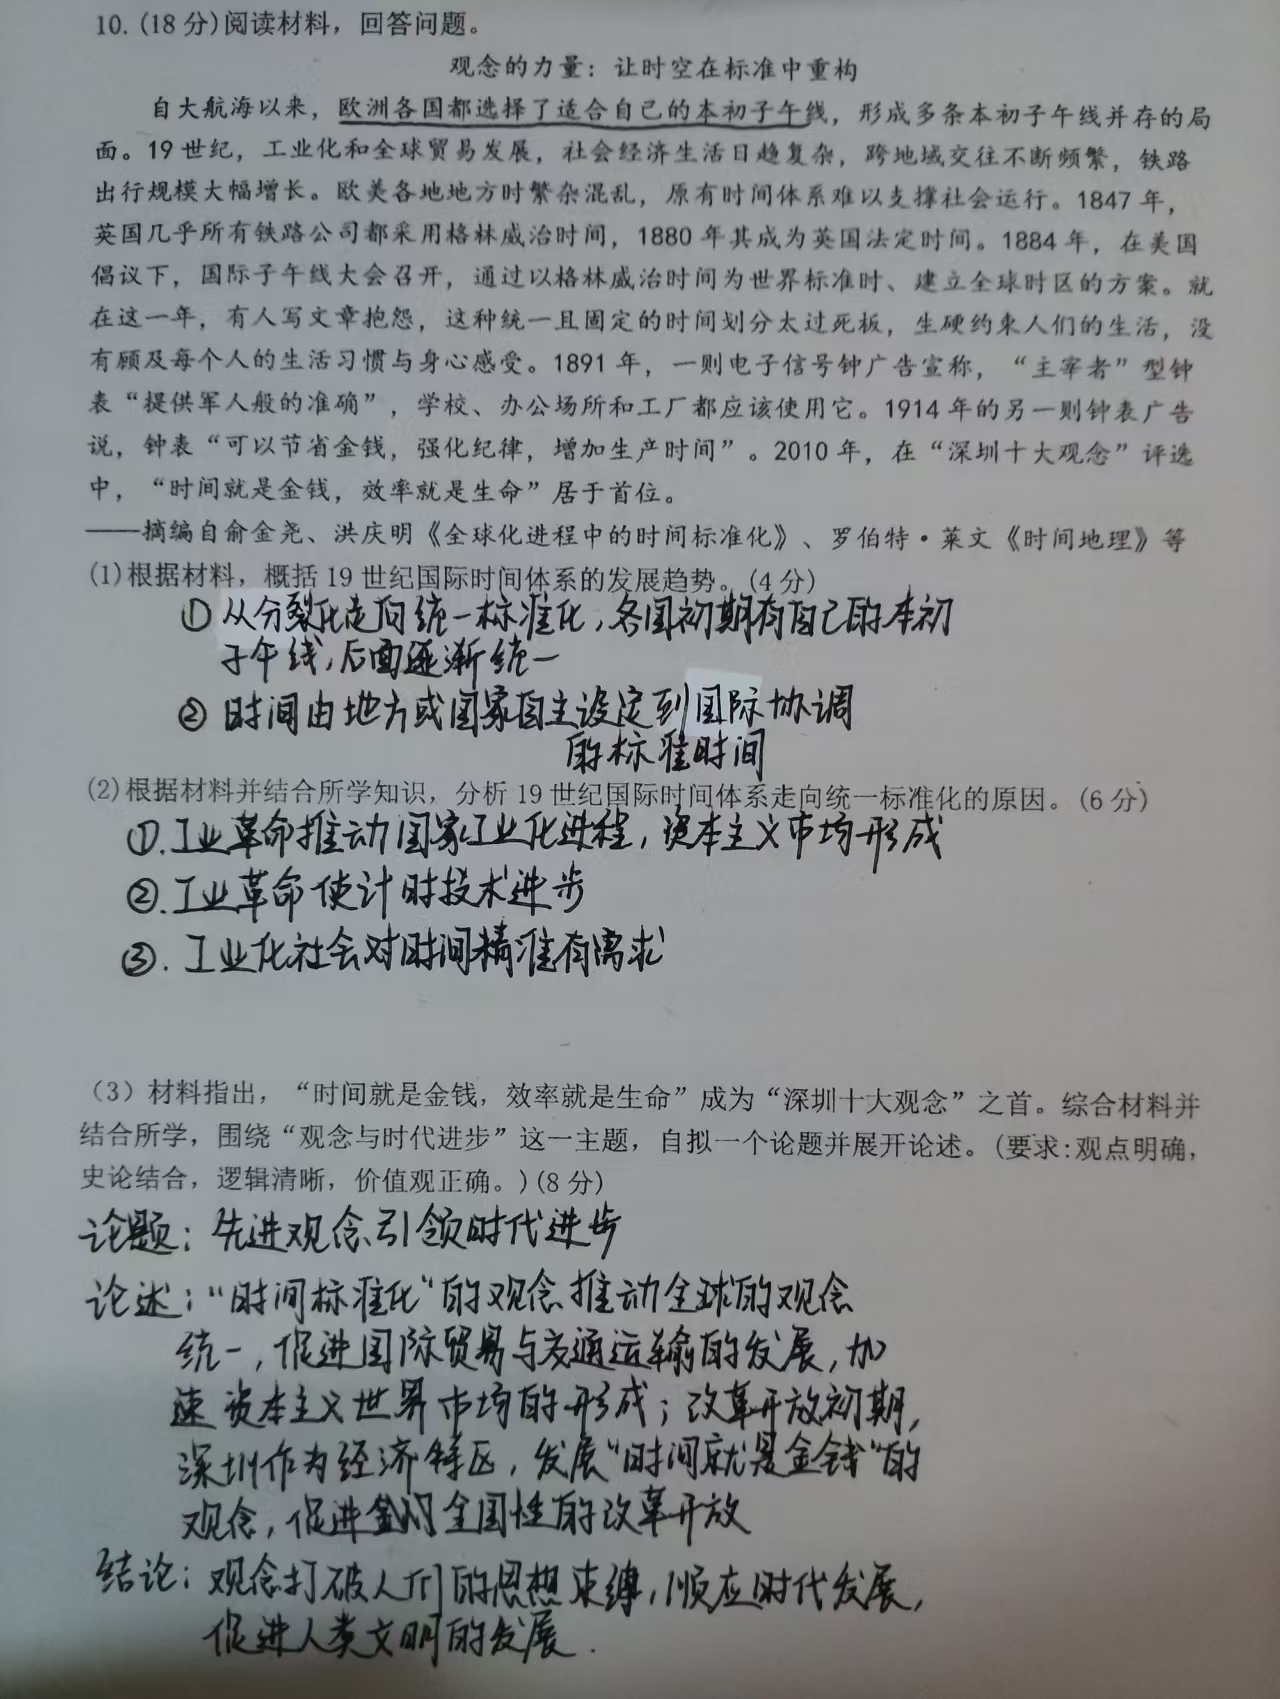 10. (18分)阅读材料，回答问题。
观念的力量：让时空在标准中重构
自大航海以来，欧洲各国都选择了适合自己的本初子午线，形成多条本初子午线并存的局
面。19世纪，工业化和全球贸易发展，社会经济生活日趋复杂，跨地域交往不断频繁，铁路
出行规模大幅增长。欧美各地地方时繁杂混乱，原有时间体系难以支撑社会运行。1847年，
英国几乎所有铁路公司都采用格林威治时间，1880年其成为英国法定时间。1884年，在美国
倡议下，国际子午线大会召开，通过以格林威治时间为世界标准时、建立全球时区的方案。就
在这一年，有人写文章抱怨，这种统一且固定的时间划分太过死板，生硬约束人们的生活，没
有顾及每个人的生活习惯与身心感受。1891年，一则电子信号钟广告宣称，“主宰者”型钟
表“提供军人般的准确”，学校、办公场所和工厂都应该使用它。1914年的另一则钟表广告
说，钟表“可以节省金钱，强化纪律，增加生产时间”。2010年，在“深圳十大观念”评选
中，“时间就是金钱，效率就是生命”居于首位。
——摘编自俞金尧、洪庆明《全球化进程中的时间标准化》、罗伯特·莱文《时间地理》等
(1)根据材料，概括19世纪国际时间体系的发展趋势。(4分)
①从分裂化走向统一标准化，各国初期有自己的本初
子午线，后面逐渐统一
②时间由地方或国家自主设定到国际协调
的标准时间
(2)根据材料并结合所学知识，分析19世纪国际时间体系走向统一标准化的原因。(6分)
①.工业革命推动国家工业化进程，资本主义市场形成
②.工业革命使计时技术进步
③.工业化社会对时间精准有需求
（3）材料指出，“时间就是金钱，效率就是生命”成为“深圳十大观念”之首。综合材料并
结合所学，围绕“观念与时代进步”这一主题，自拟一个论题并展开论述。(要求:观点明确，
史论结合，逻辑清晰，价值观正确。)(8分)
论题：先进观念引领时代进步
论述：“时间标准化”的观念推动全球的观念
统一，促进国际贸易与交通运输的发展，加
速资本主义世界市场的形成；改革开放初期，
深圳作为经济特区，发展“时间就是金钱”的
观念，促进全国性的改革开放
结论：观念打破人们的思想束缚，顺应时代发展，
促进人类文明的发展.